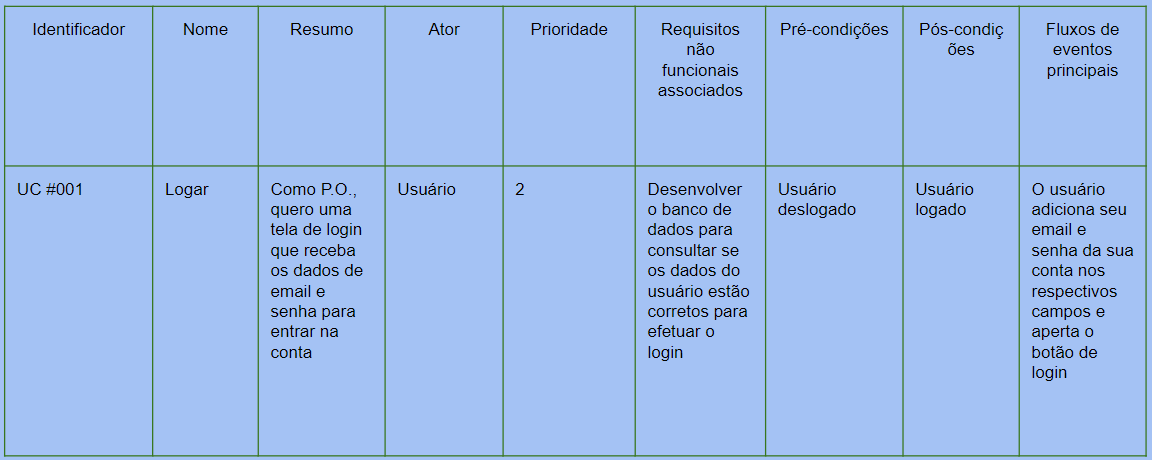 Identificador
Nome
Resumo
Ator
Prioridade
Requisitos
não
funcionais
associados
Pré-condições
Pós-condiç
ões
Fluxos de
eventos
principais
UC #001
Logar
Como P.O.,
quero uma
tela de login
que receba
os dados de
email e
senha para
entrar na
conta
Usuário
2
Desenvolver
o banco de
dados para
consultar se
os dados do
usuário estão
corretos para
efetuar o
login
Usuário
deslogado
Usuário
logado
O usuário
adiciona seu
email e
senha da sua
conta nos
respectivos
campos e
aperta o
botão de
login